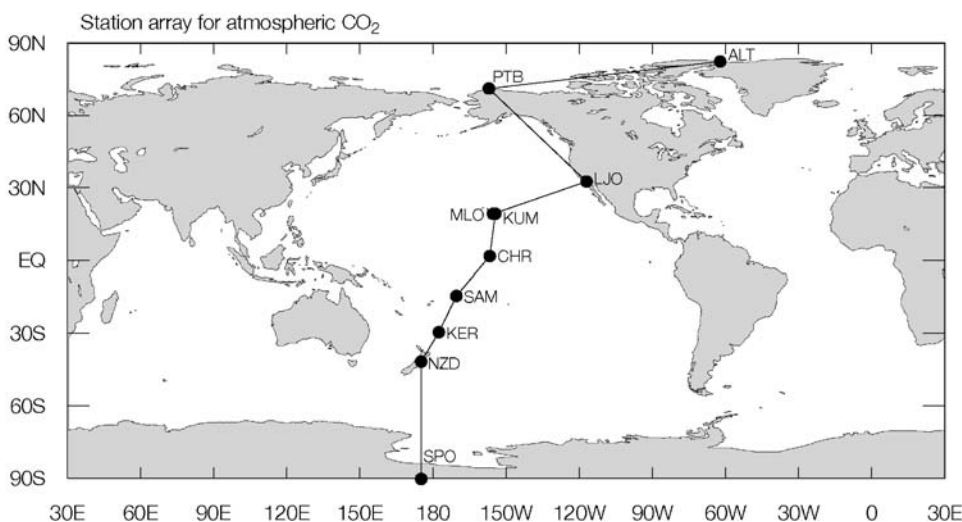 Station array for atmospheric CO₂
90N
ALT
PTB
60N
30N
LJO
MLO KUM
EQ
CHR
SAM
30S
KER
NZD
60S
SPO
90S
30E 60E 90E 120E 150E 180 150W 120W 90W 60W 30W 0 30E